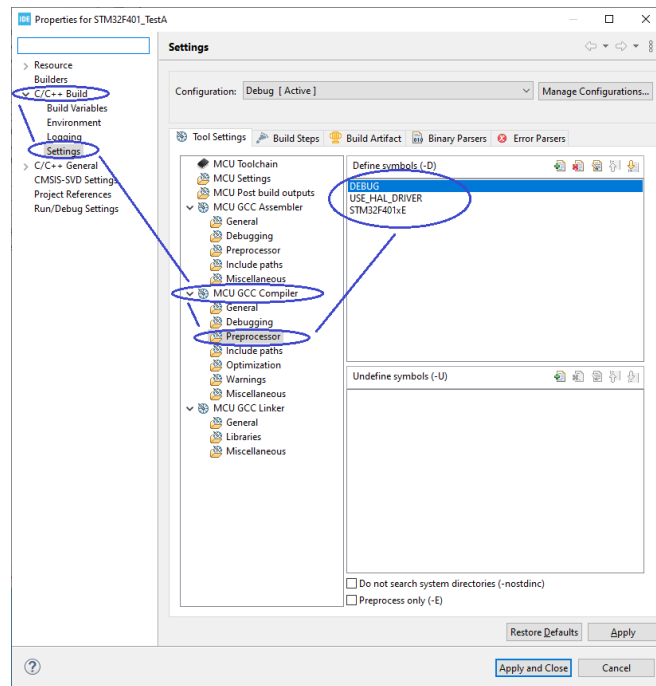 IDE Properties for STM32F401_TestA
Settings
Resource
Builders
C/C++ Build
Build Variables
Environment
Logging
Settings
C/C++ General
CMSIS-SVD Settings
Project References
Run/Debug Settings
Configuration: Debug [ Active ] Manage Configurations...
Tool Settings Build Steps Build Artifact Binary Parsers Error Parsers
MCU Toolchain
MCU Settings
MCU Post build outputs
MCU GCC Assembler
General
Debugging
Preprocessor
Include paths
Miscellaneous
MCU GCC Compiler
General
Debugging
Preprocessor
Include paths
Optimization
Warnings
Miscellaneous
MCU GCC Linker
General
Libraries
Miscellaneous
Define symbols (-D)
DEBUG
USE_HAL_DRIVER
STM32F401xE
Undefine symbols (-U)
Do not search system directories (-nostdinc)
Preprocess only (-E)
Restore Defaults Apply
? Apply and Close Cancel